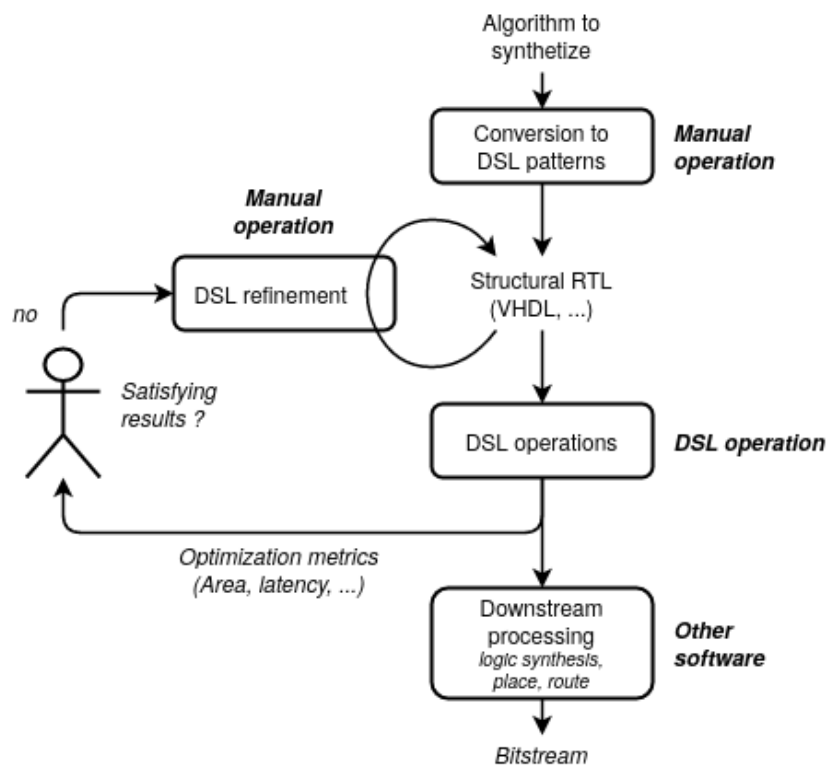 Algorithm to
synthetize
Conversion to
DSL patterns
Manual
operation
Manual
operation
DSL refinement
Structural RTL
(VHDL, ...)
no
Satisfying
results ?
DSL operations
DSL operation
Optimization metrics
(Area, latency, ...)
Downstream
processing
logic synthesis,
place, route
Other
software
Bitstream